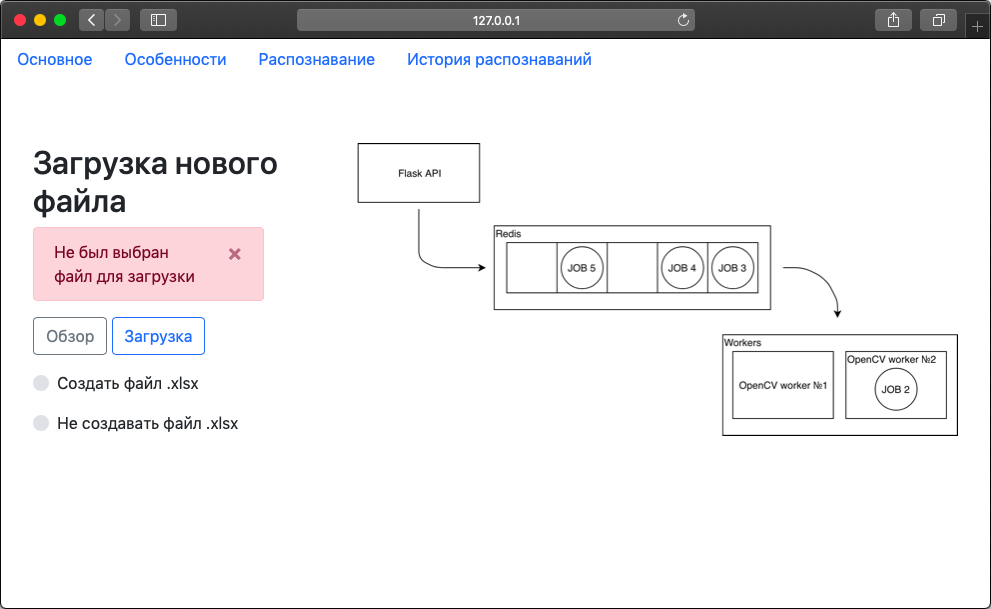 127.0.0.1
Основное Особенности Распознавание История распознаваний
Загрузка нового
файла
Не был выбран
файл для загрузки
×
Обзор Загрузка
Создать файл .xlsx
Не создавать файл .xlsx
Flask API
Redis
JOB 5 JOB 4 JOB 3
Workers
OpenCV worker №1
OpenCV worker №2
JOB 2